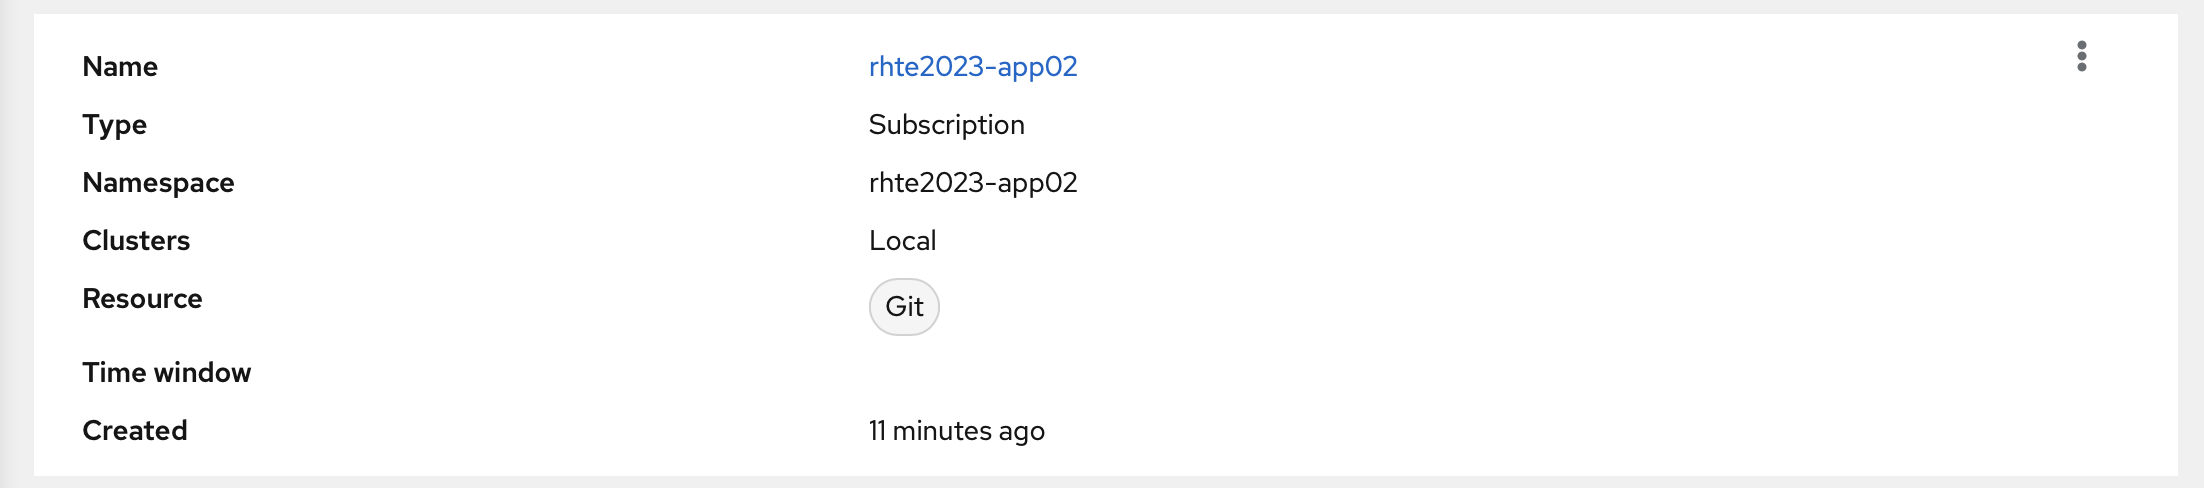 Name rhte2023-app02
Type Subscription
Namespace rhte2023-app02
Clusters Local
Resource Git
Time window
Created 11 minutes ago